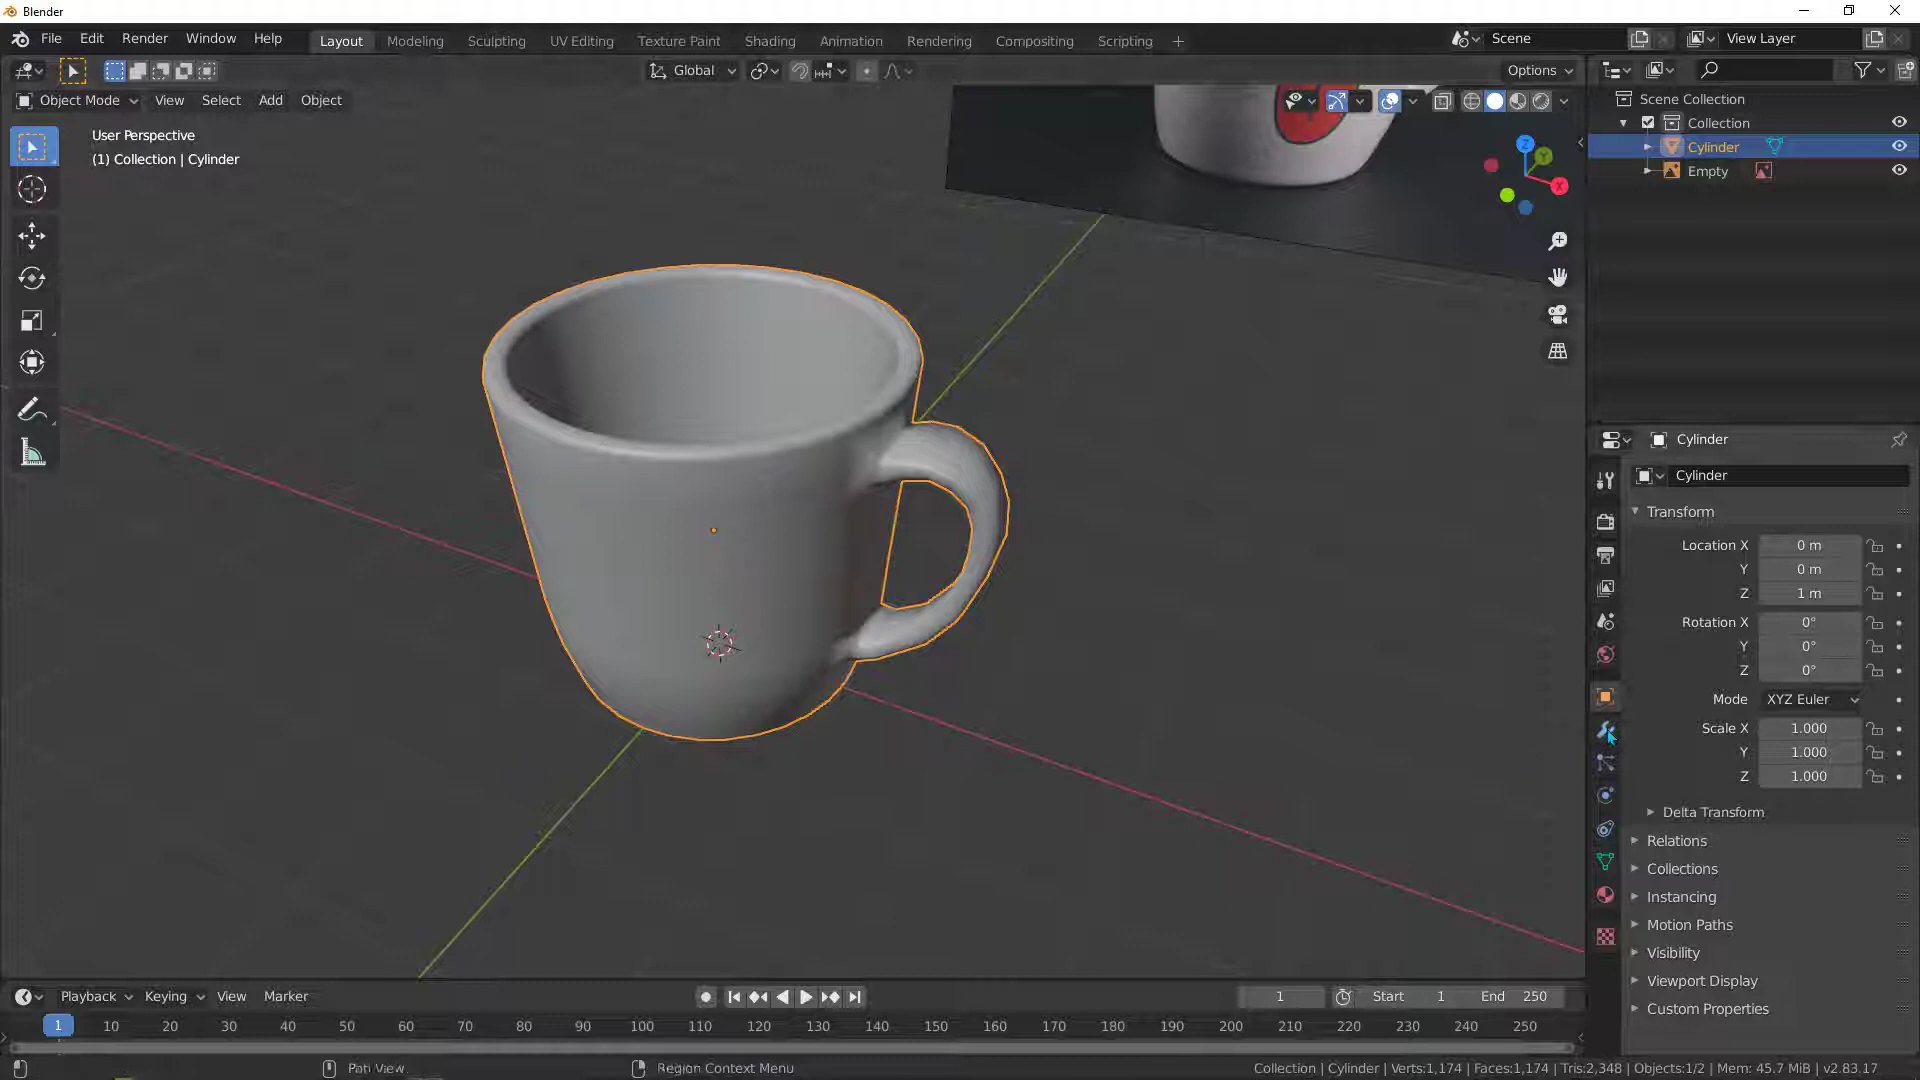 Blender
File Edit Render Window Help Layout Modeling Sculpting UV Editing Texture Paint Shading Animation Rendering Compositing Scripting + Scene View Layer
Global Options
Object Mode View Select Add Object
User Perspective
(1) Collection | Cylinder
Z
Y
X
Scene Collection
Collection
Cylinder
Empty
Cylinder
Cylinder
Transform
Location X 0 m
Y 0 m
Z 1 m
Rotation X 0°
Y 0°
Z 0°
Mode XYZ Euler
Scale X 1.000
Y 1.000
Z 1.000
Delta Transform
Relations
Collections
Instancing
Motion Paths
Visibility
Viewport Display
Custom Properties
Playback Keying View Marker 1 Start 1 End 250
1 10 20 30 40 50 60 70 80 90 100 110 120 130 140 150 160 170 180 190 200 210 220 230 240 250
Pan View Region Context Menu Collection | Cylinder | Verts:1,174 | Faces:1,174 | Tris:2,348 | Objects:1/2 | Mem: 45.7 MiB | v2.83.17